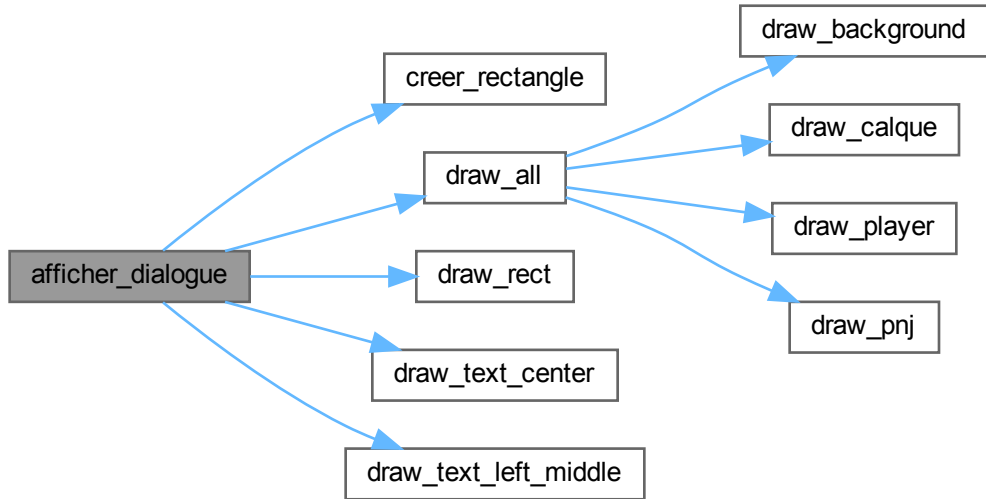 draw_background
creer_rectangle
draw_calque
draw_all
draw_player
afficher_dialogue
draw_rect
draw_pnj
draw_text_center
draw_text_left_middle